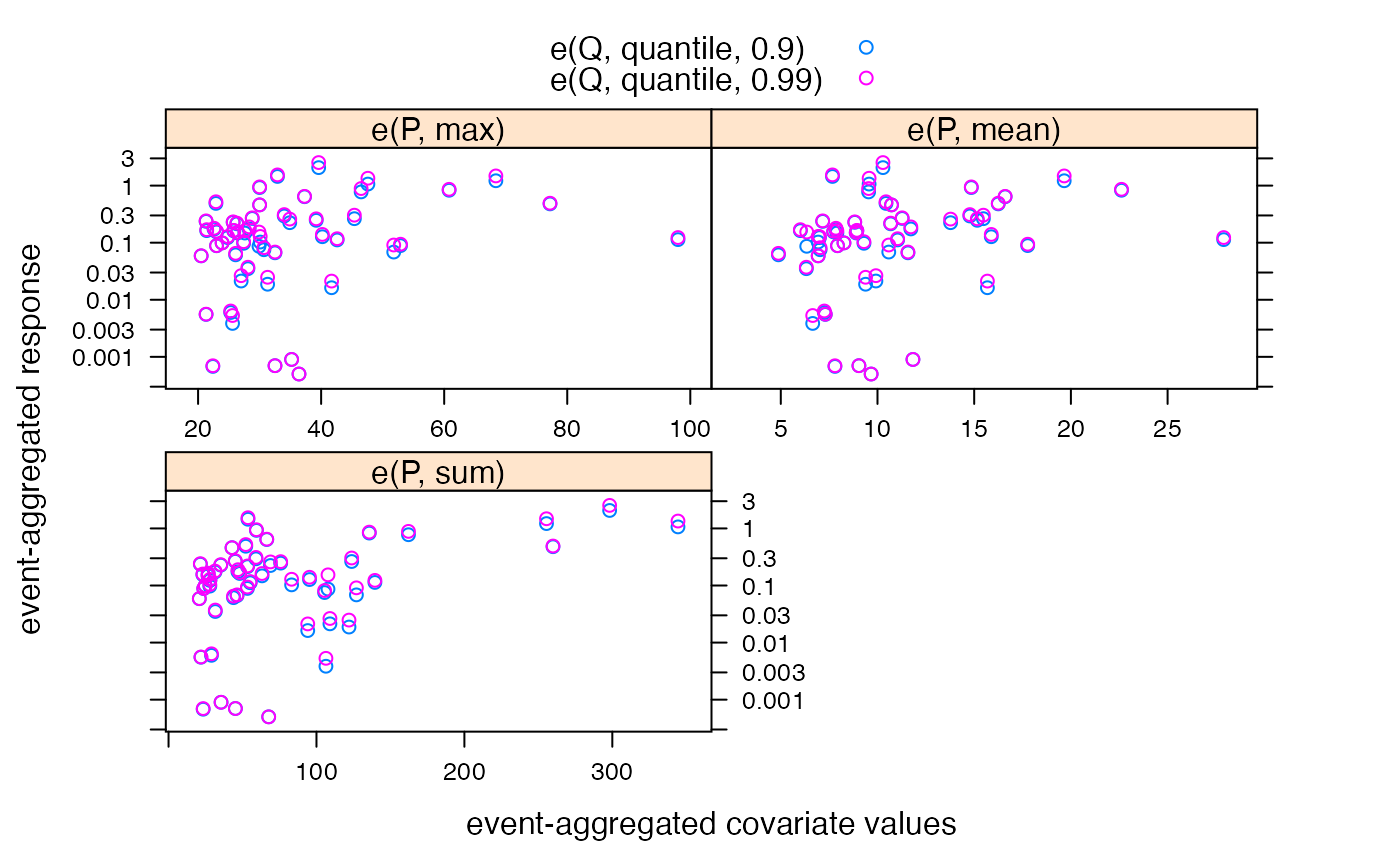 e(Q, quantile, 0.9)
e(Q, quantile, 0.99)
e(P, max)
e(P, mean)
3
1
0.3
0.1
0.03
0.01
0.003
0.001
20 40 60 80 100
5 10 15 20 25
e(P, sum)
3
1
0.3
0.1
0.03
0.01
0.003
0.001
100 200 300
event-aggregated response
event-aggregated covariate values